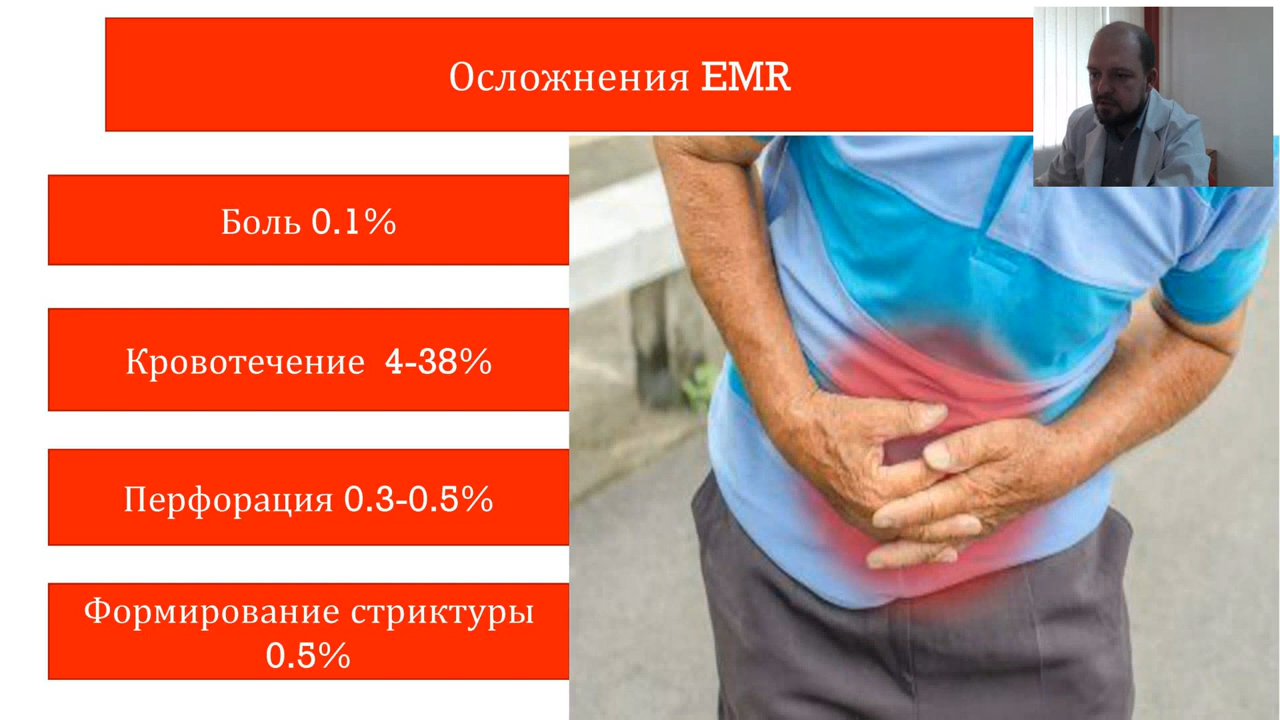 Осложнения EMR
Боль 0.1%
Кровотечение 4-38%
Перфорация 0.3-0.5%
Формирование стриктуры
0.5%